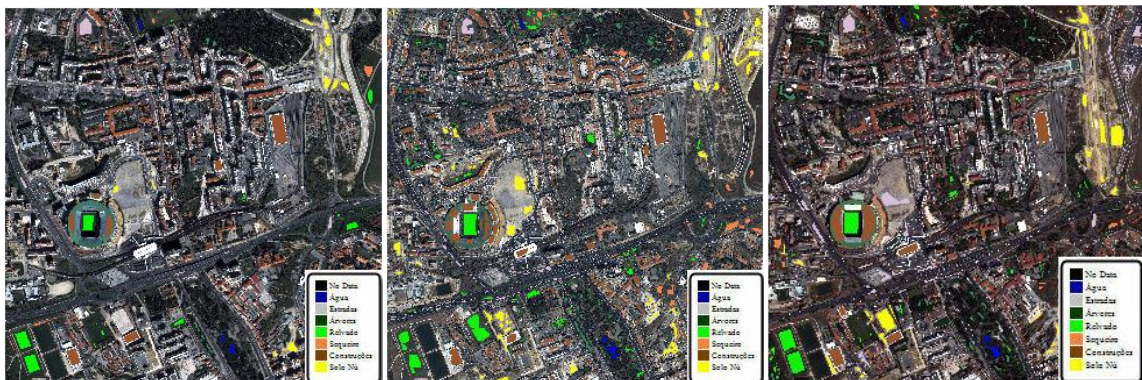 No Data
Água
Estradas
Árvores
Relvado
Sequeiro
Construções
Solo Nú
No Data
Água
Estradas
Árvores
Relvado
Sequeiro
Construções
Solo Nú
No Data
Água
Estradas
Árvores
Relvado
Sequeiro
Construções
Solo Nú